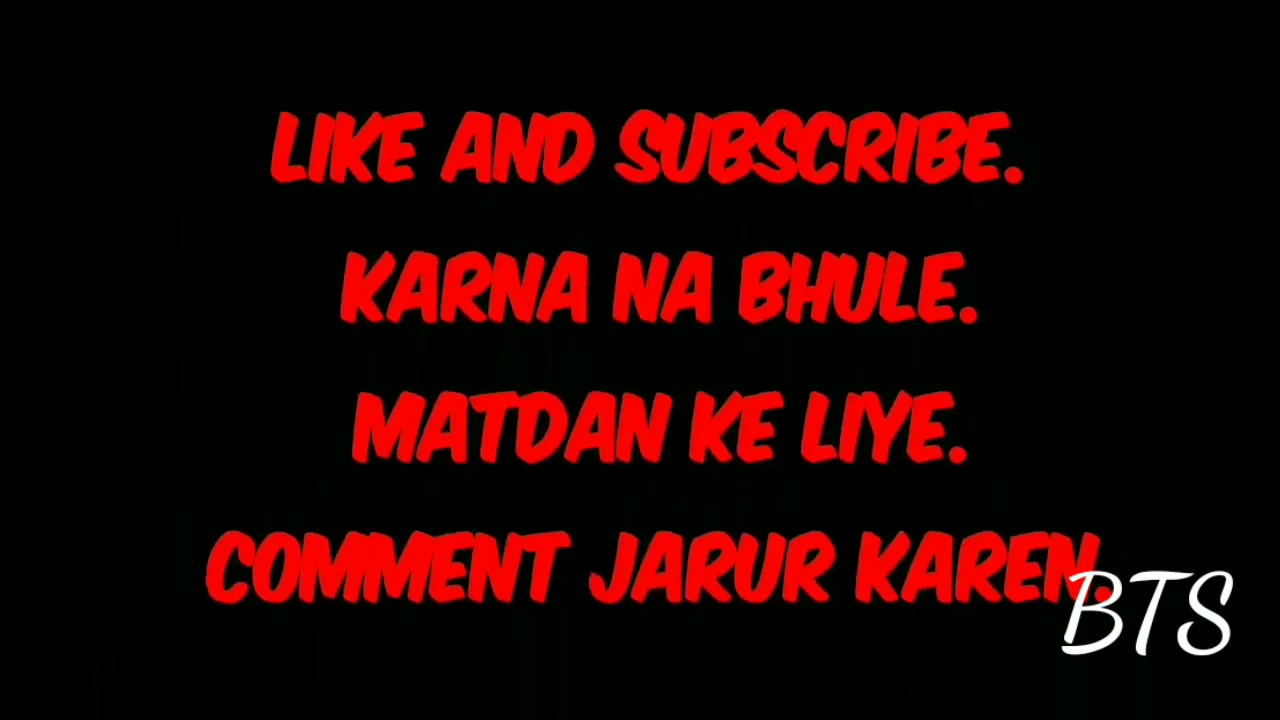 LIKE AND SUBSCRIBE.
KARNA NA BHULE.
MATDAN KE LIYE.
COMMENT JARUR KAREN.
BTS